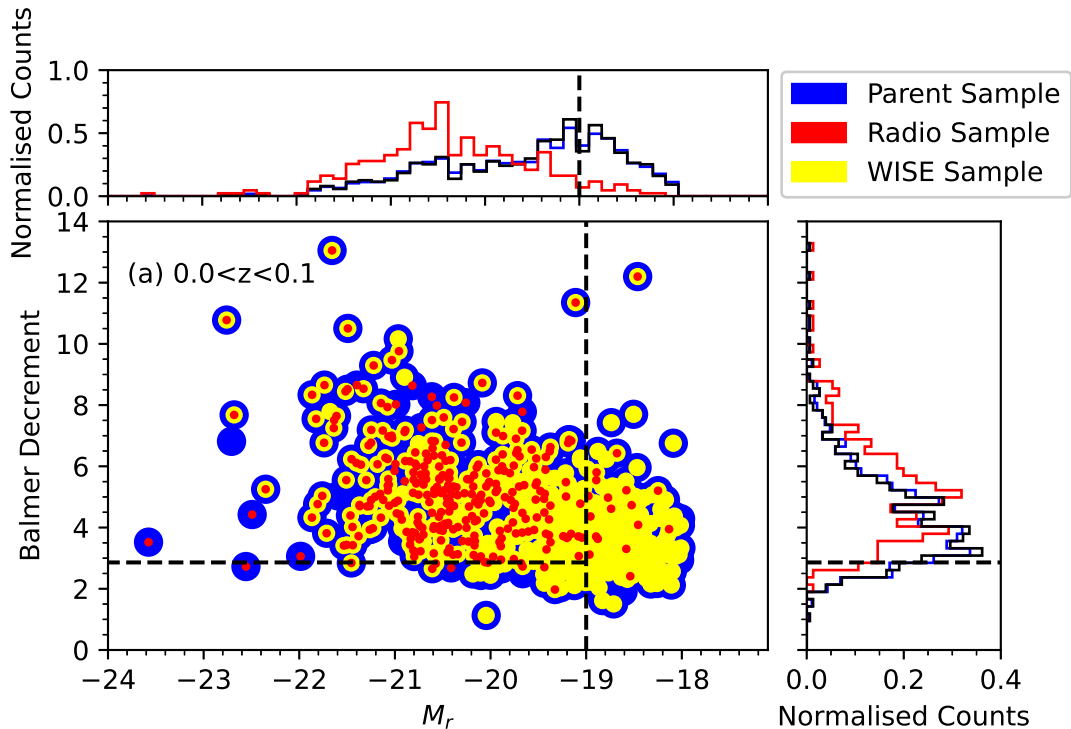 Normalised Counts
1.0
0.5
0.0
Parent Sample
Radio Sample
WISE Sample
Balmer Decrement
14
12
10
8
6
4
2
0
(a) 0.0<z<0.1
−24 −23 −22 −21 −20 −19 −18
M_r
0.0 0.2 0.4
Normalised Counts